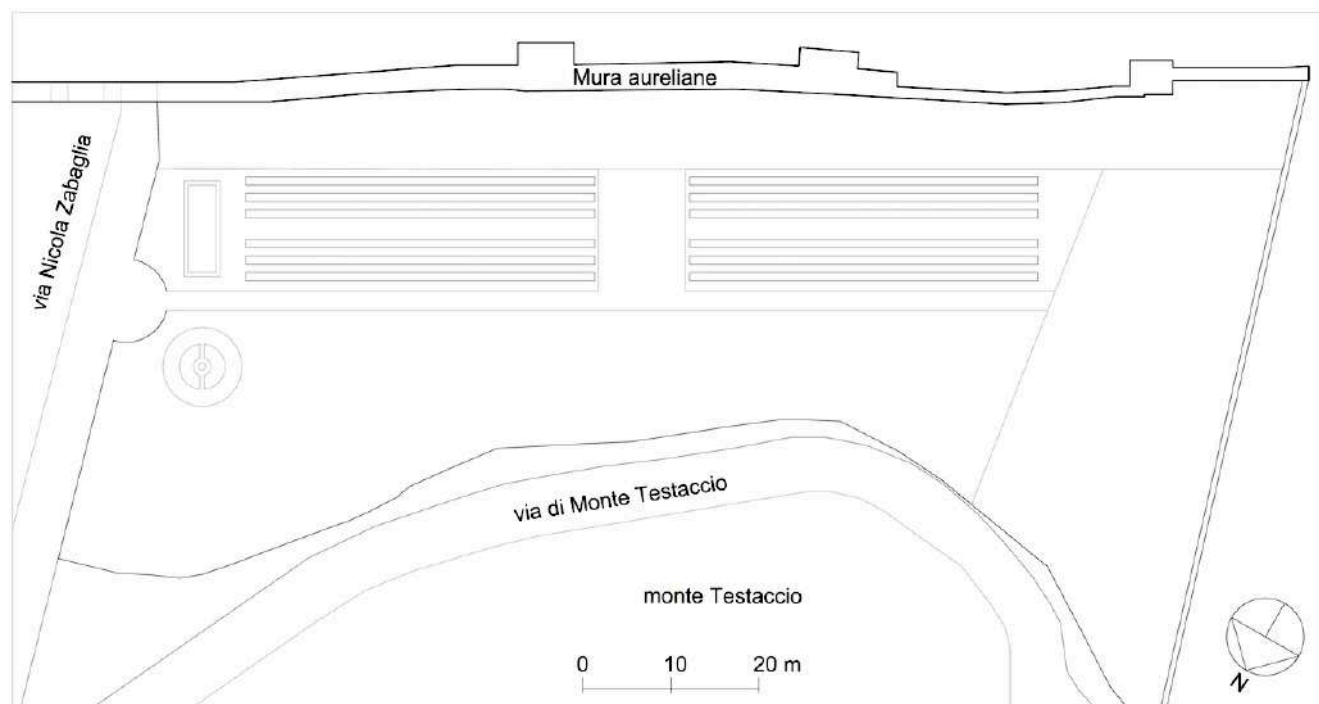 Mura aureliane
via Nicola Zabaglia
via di Monte Testaccio
monte Testaccio
0 10 20 m
N